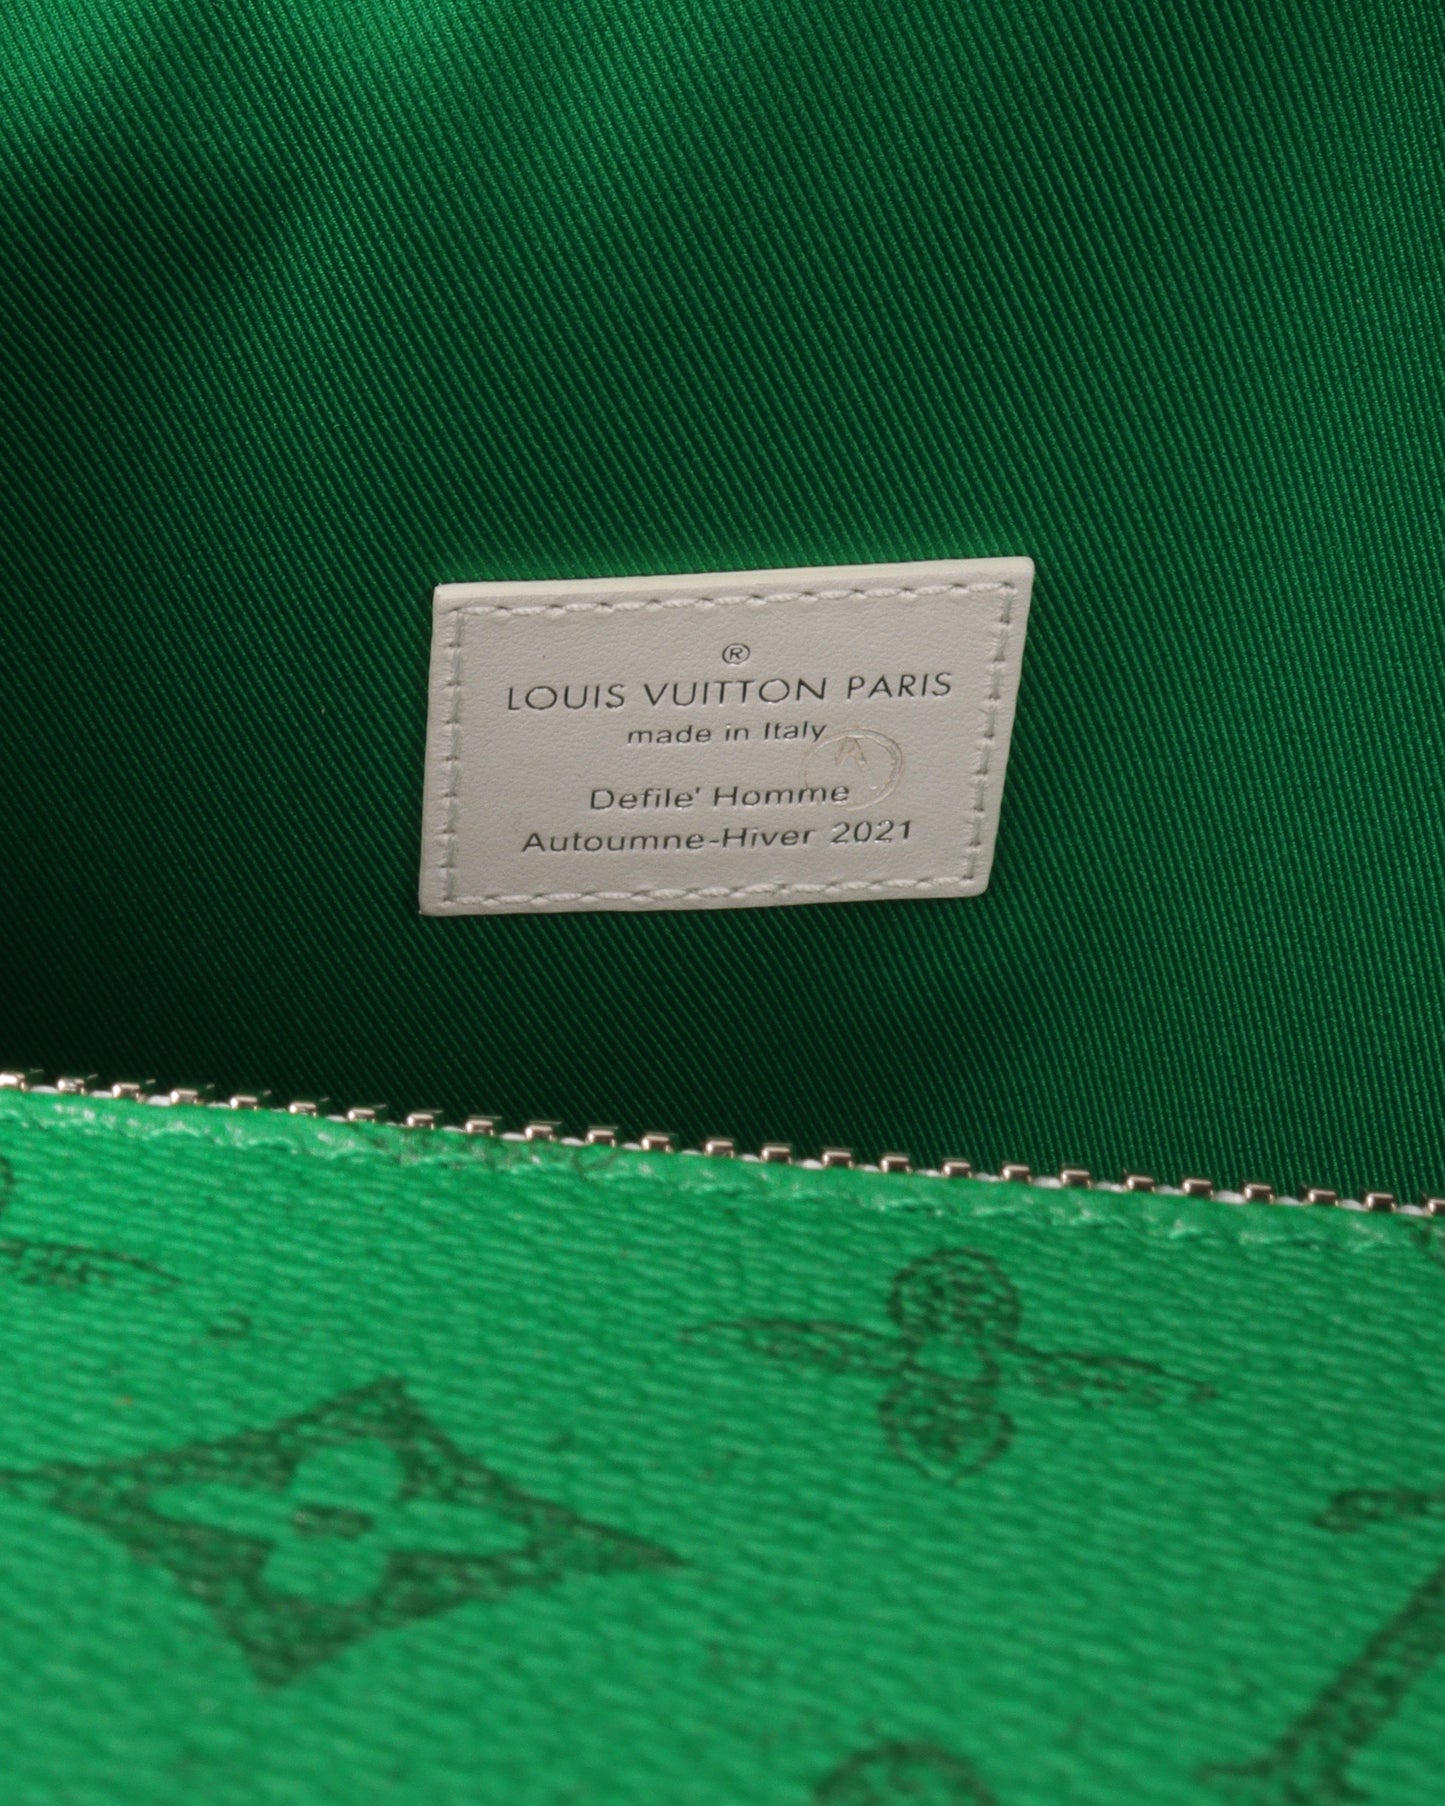 ®
LOUIS VUITTON PARIS
made in Italy
A
Defile' Homme
Autoumne-Hiver 2021